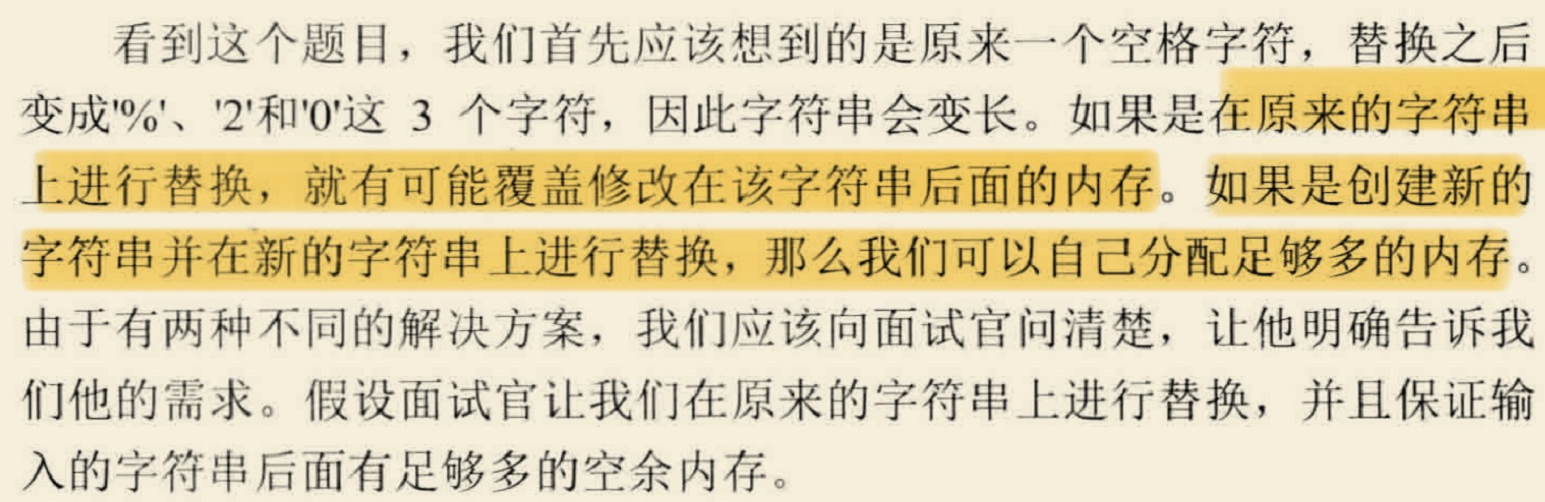 看到这个题目，我们首先应该想到的是原来一个空格字符，替换之后
变成'%'、'2'和'0'这 3 个字符，因此字符串会变长。如果是在原来的字符串
上进行替换，就有可能覆盖修改在该字符串后面的内存。如果是创建新的
字符串并在新的字符串上进行替换，那么我们可以自己分配足够多的内存。
由于有两种不同的解决方案，我们应该向面试官问清楚，让他明确告诉我
们他的需求。假设面试官让我们在原来的字符串上进行替换，并且保证输
入的字符串后面有足够多的空余内存。